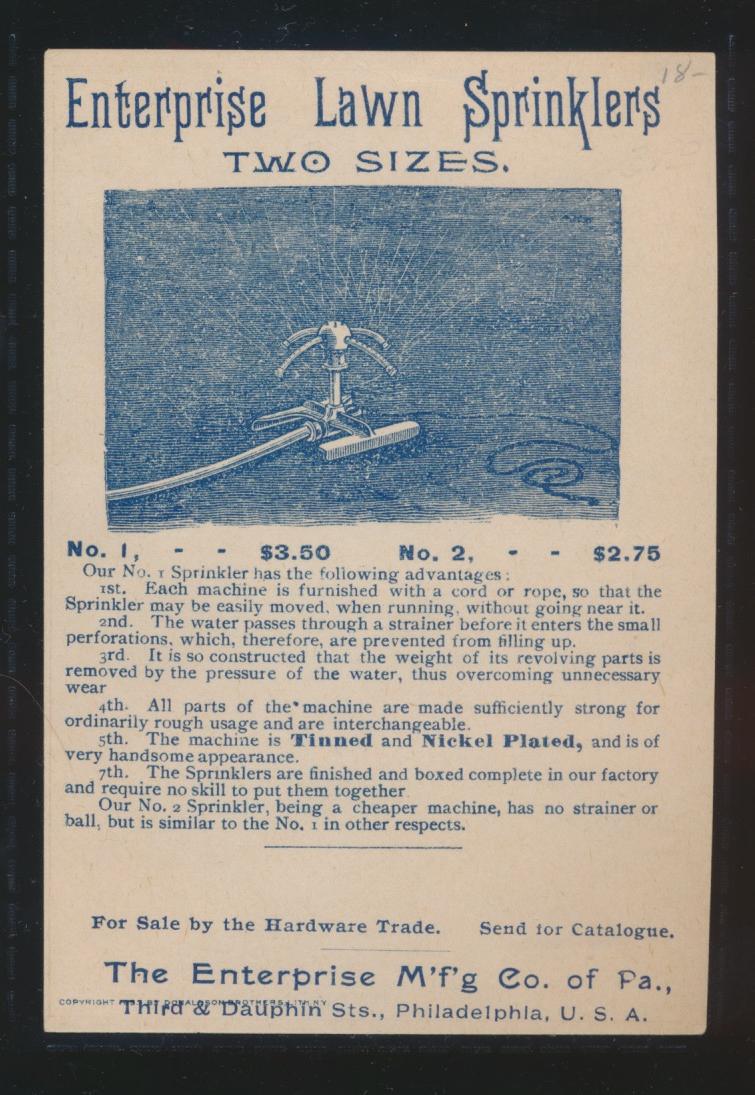 18-
Enterprise Lawn Sprinklers
TWO SIZES.
No. 1, - - $3.50 No. 2, - - $2.75
Our No. 1 Sprinkler has the following advantages:
1st. Each machine is furnished with a cord or rope, so that the
Sprinkler may be easily moved, when running, without going near it.
2nd. The water passes through a strainer before it enters the small
perforations, which, therefore, are prevented from filling up.
3rd. It is so constructed that the weight of its revolving parts is
removed by the pressure of the water, thus overcoming unnecessary
wear
4th. All parts of the machine are made sufficiently strong for
ordinarily rough usage and are interchangeable.
5th. The machine is Tinned and Nickel Plated, and is of
very handsome appearance.
7th. The Sprinklers are finished and boxed complete in our factory
and require no skill to put them together
Our No. 2 Sprinkler, being a cheaper machine, has no strainer or
ball, but is similar to the No. 1 in other respects.
For Sale by the Hardware Trade. Send for Catalogue.
The Enterprise M'f'g Co. of Pa.,
COPYRIGHT BY DONALDSON BROTHERS LITH NY
Third & Dauphin Sts., Philadelphia, U. S. A.